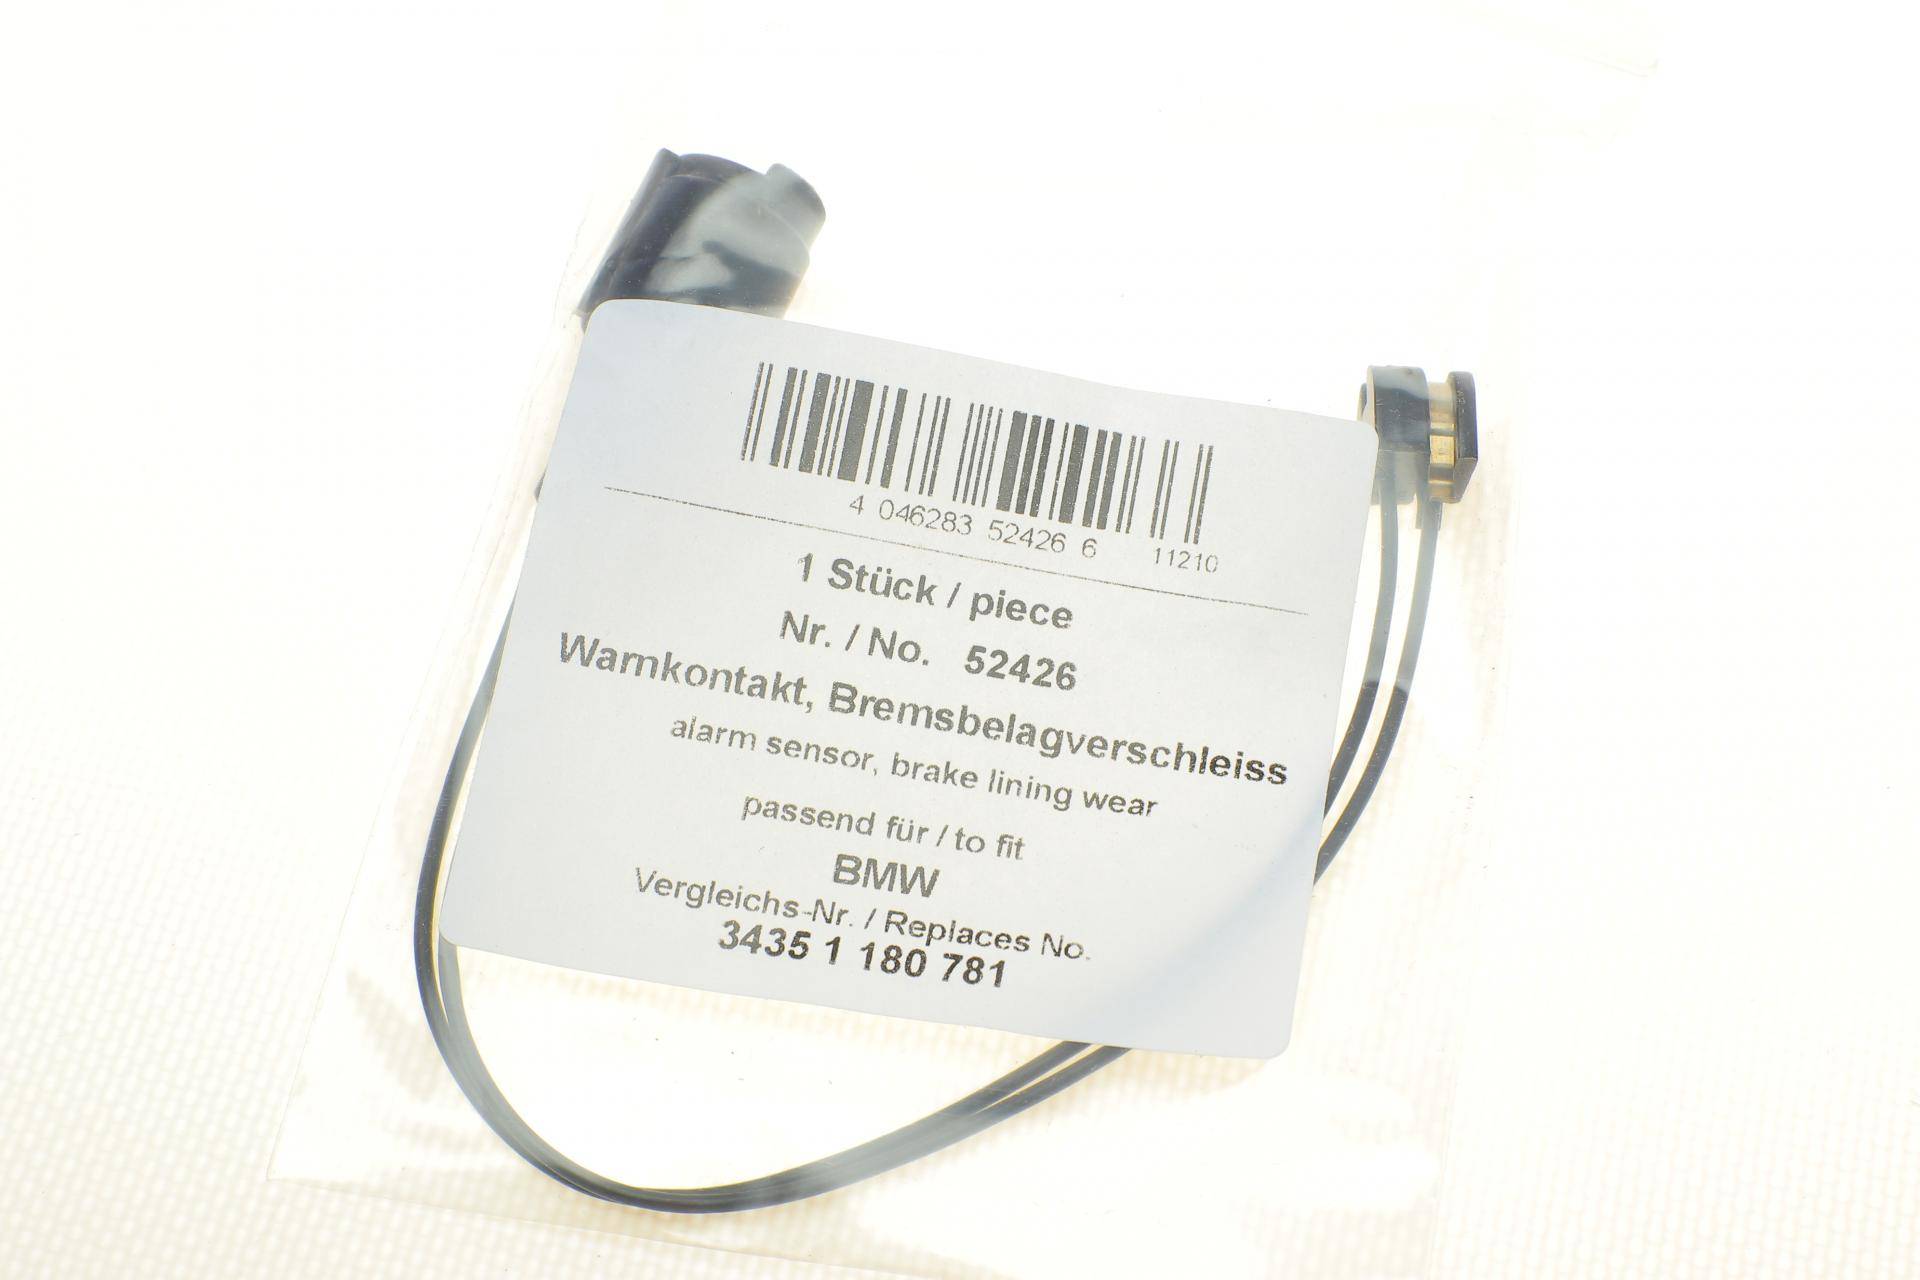 4 046283 52426 6 11210
1 Stück / piece
Nr. / No. 52426
Warnkontakt, Bremsbelagverschleiss
alarm sensor, brake lining wear
passend für / to fit
BMW
Vergleichs-Nr. / Replaces No.
3435 1 180 781